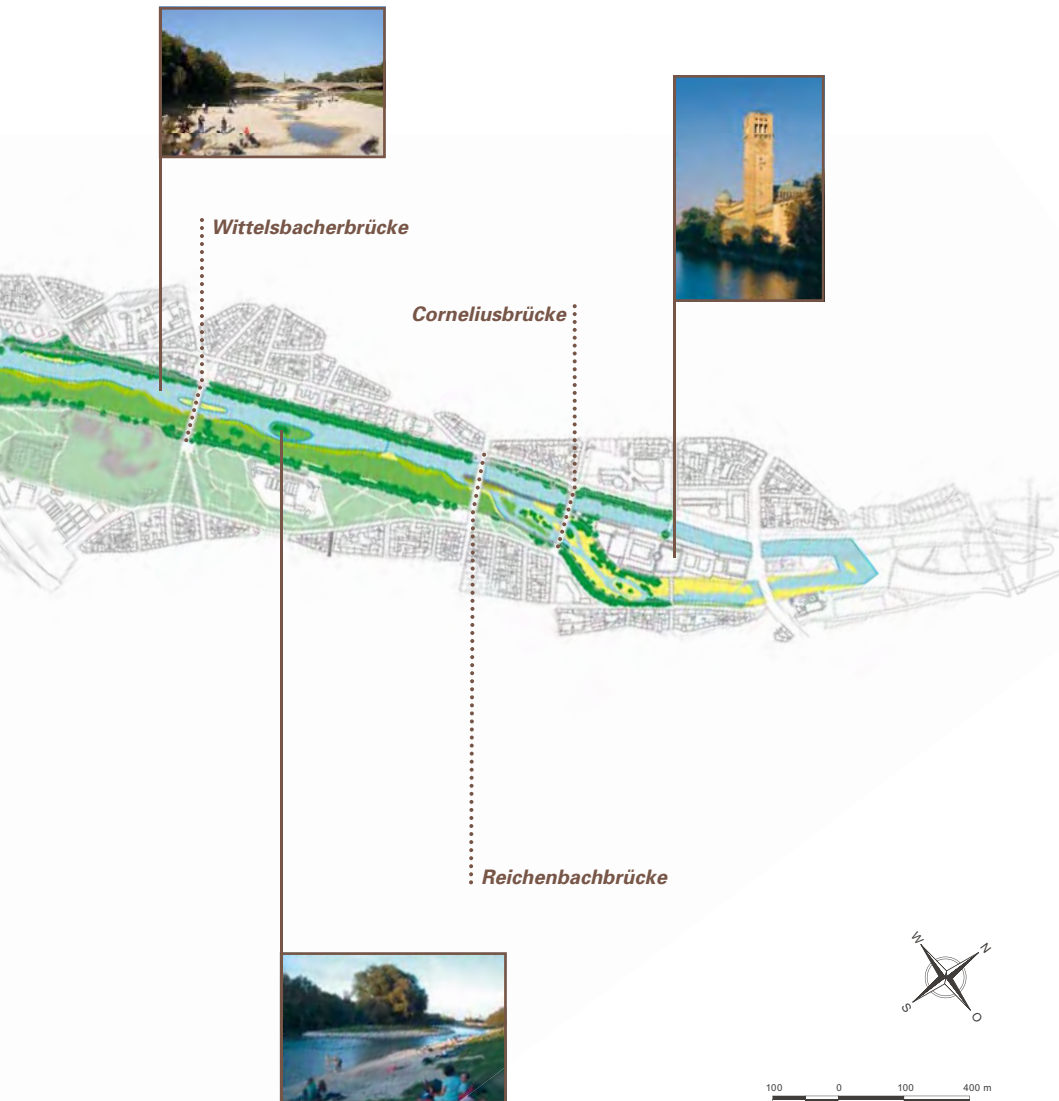 Wittelsbacherbrücke
Corneliusbrücke
Reichenbachbrücke
W
N
S
O
100 0 100 400 m